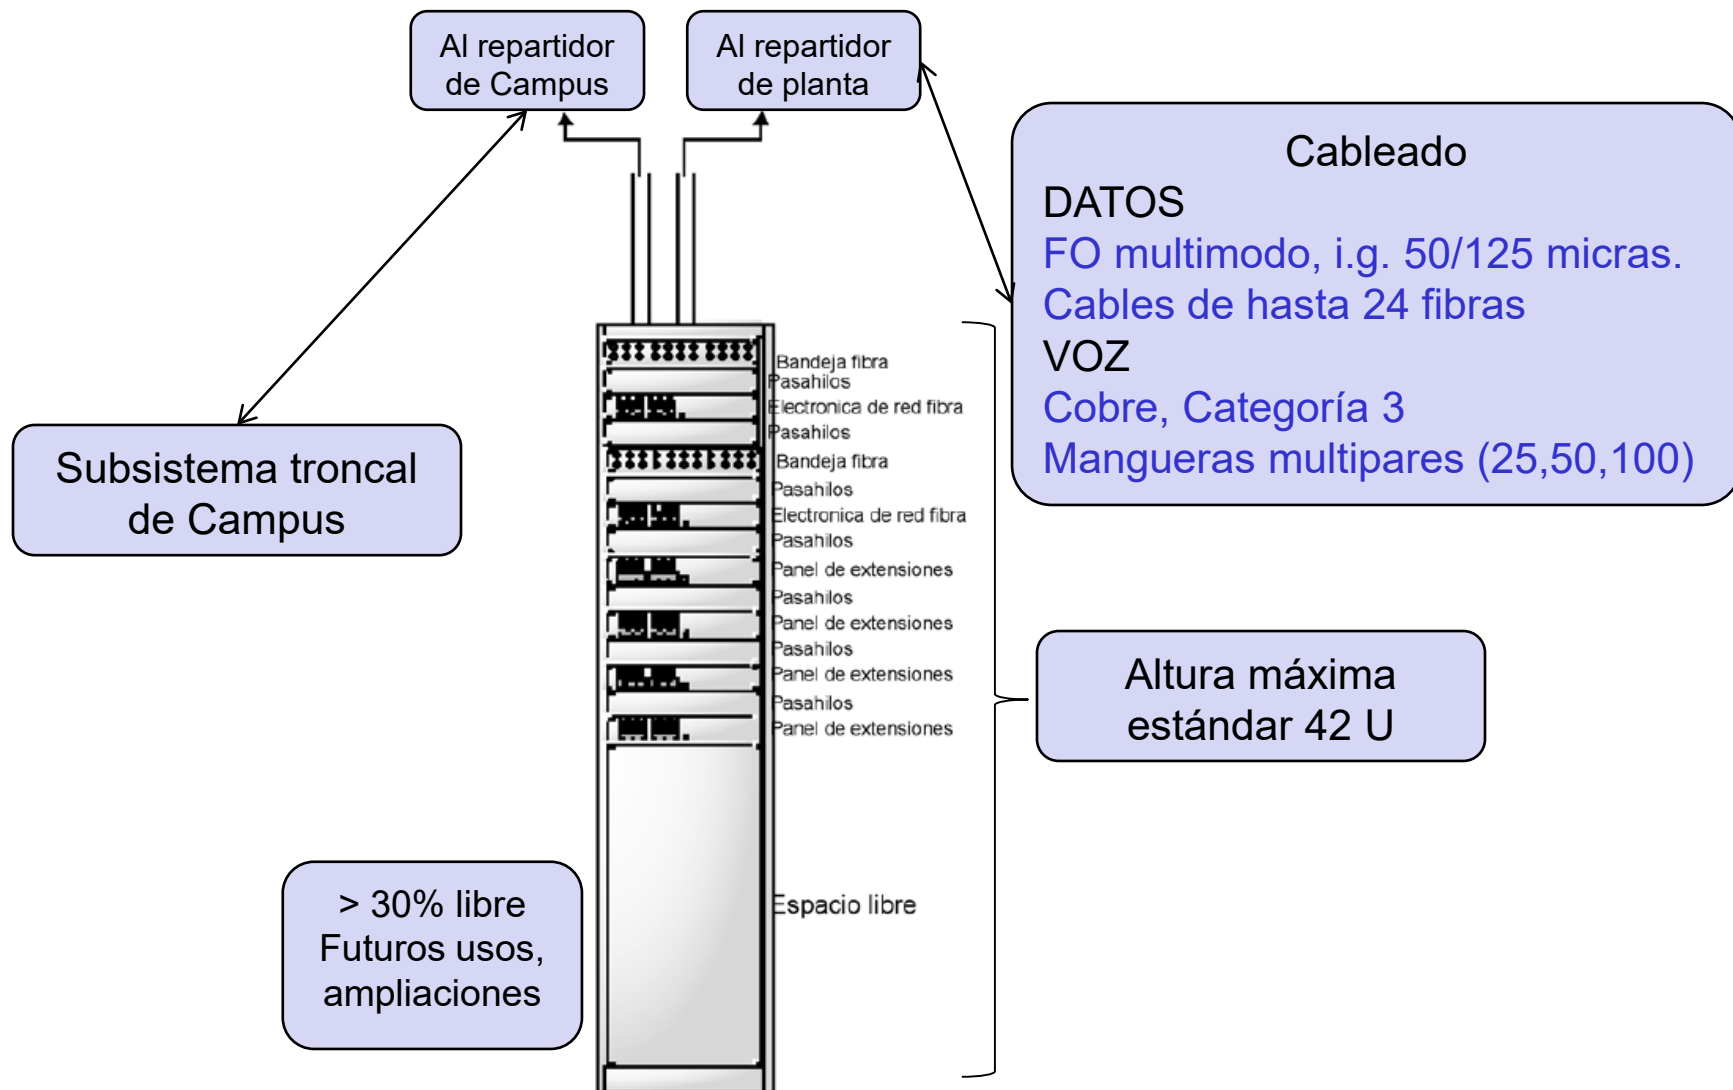 Al repartidor
de Campus
Al repartidor
de planta
Cableado
DATOS
FO multimodo, i.g. 50/125 micras.
Cables de hasta 24 fibras
VOZ
Cobre, Categoría 3
Mangueras multipares (25,50,100)
Subsistema troncal
de Campus
Bandeja fibra
Pasahilos
Electronica de red fibra
Pasahilos
Bandeja fibra
Pasahilos
Electronica de red fibra
Pasahilos
Panel de extensiones
Pasahilos
Panel de extensiones
Pasahilos
Panel de extensiones
Pasahilos
Panel de extensiones
Altura máxima
estándar 42 U
> 30% libre
Futuros usos,
ampliaciones
Espacio libre